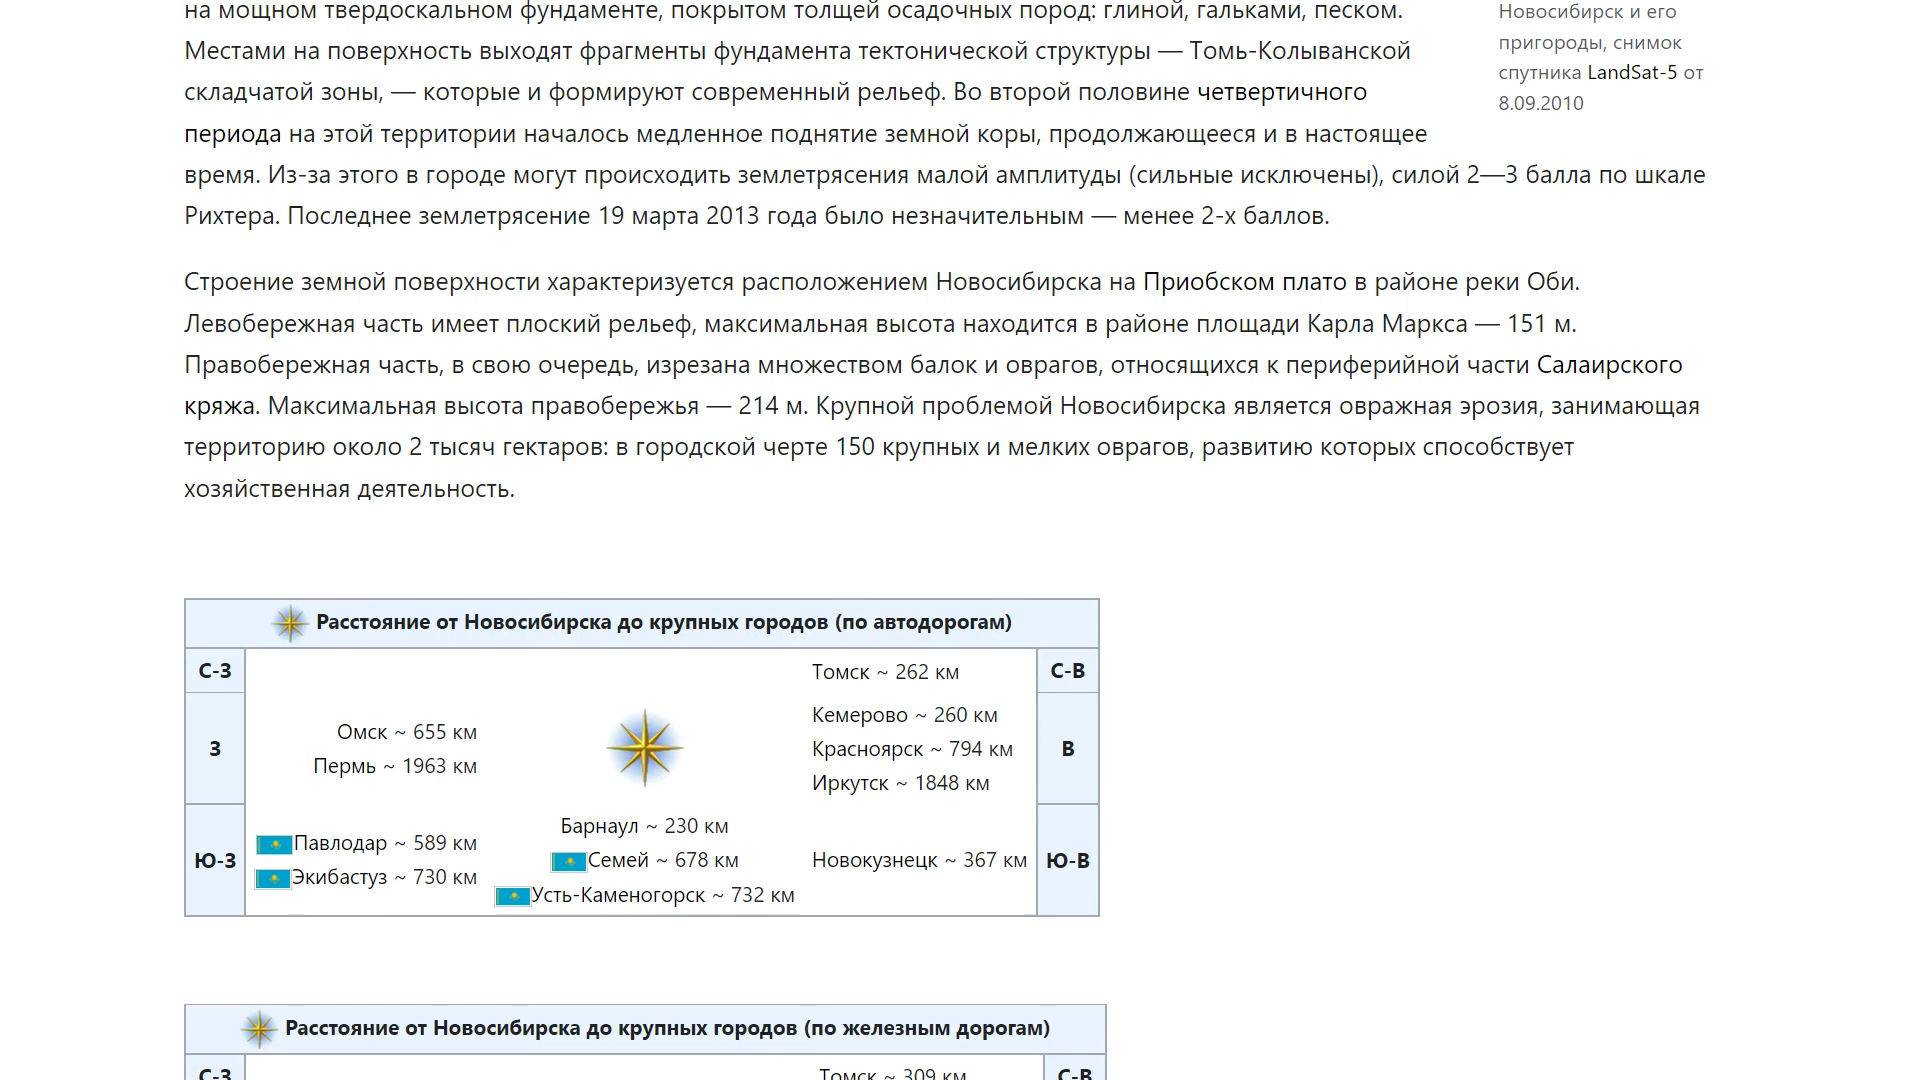 на мощном твердоскальном фундаменте, покрытом толщей осадочных пород: глиной, гальками, песком.
Местами на поверхность выходят фрагменты фундамента тектонической структуры — Томь-Колыванской
складчатой зоны, — которые и формируют современный рельеф. Во второй половине четвертичного
периода на этой территории началось медленное поднятие земной коры, продолжающееся и в настоящее
время. Из-за этого в городе могут происходить землетрясения малой амплитуды (сильные исключены), силой 2—3 балла по шкале
Рихтера. Последнее землетрясение 19 марта 2013 года было незначительным — менее 2-х баллов.
Новосибирск и его
пригороды, снимок
спутника LandSat-5 от
8.09.2010
Строение земной поверхности характеризуется расположением Новосибирска на Приобском плато в районе реки Оби.
Левобережная часть имеет плоский рельеф, максимальная высота находится в районе площади Карла Маркса — 151 м.
Правобережная часть, в свою очередь, изрезана множеством балок и оврагов, относящихся к периферийной части Салаирского
кряжа. Максимальная высота правобережья — 214 м. Крупной проблемой Новосибирска является овражная эрозия, занимающая
территорию около 2 тысяч гектаров: в городской черте 150 крупных и мелких оврагов, развитию которых способствует
хозяйственная деятельность.
Расстояние от Новосибирска до крупных городов (по автодорогам)
С-З
Томск ~ 262 км
С-В
З
Омск ~ 655 км
Пермь ~ 1963 км
Кемерово ~ 260 км
Красноярск ~ 794 км
Иркутск ~ 1848 км
В
Ю-З
Павлодар ~ 589 км
Экибастуз ~ 730 км
Барнаул ~ 230 км
Семей ~ 678 км
Усть-Каменогорск ~ 732 км
Новокузнецк ~ 367 км
Ю-В
Расстояние от Новосибирска до крупных городов (по железным дорогам)
С-З
Томск ~ 309 км
С-В